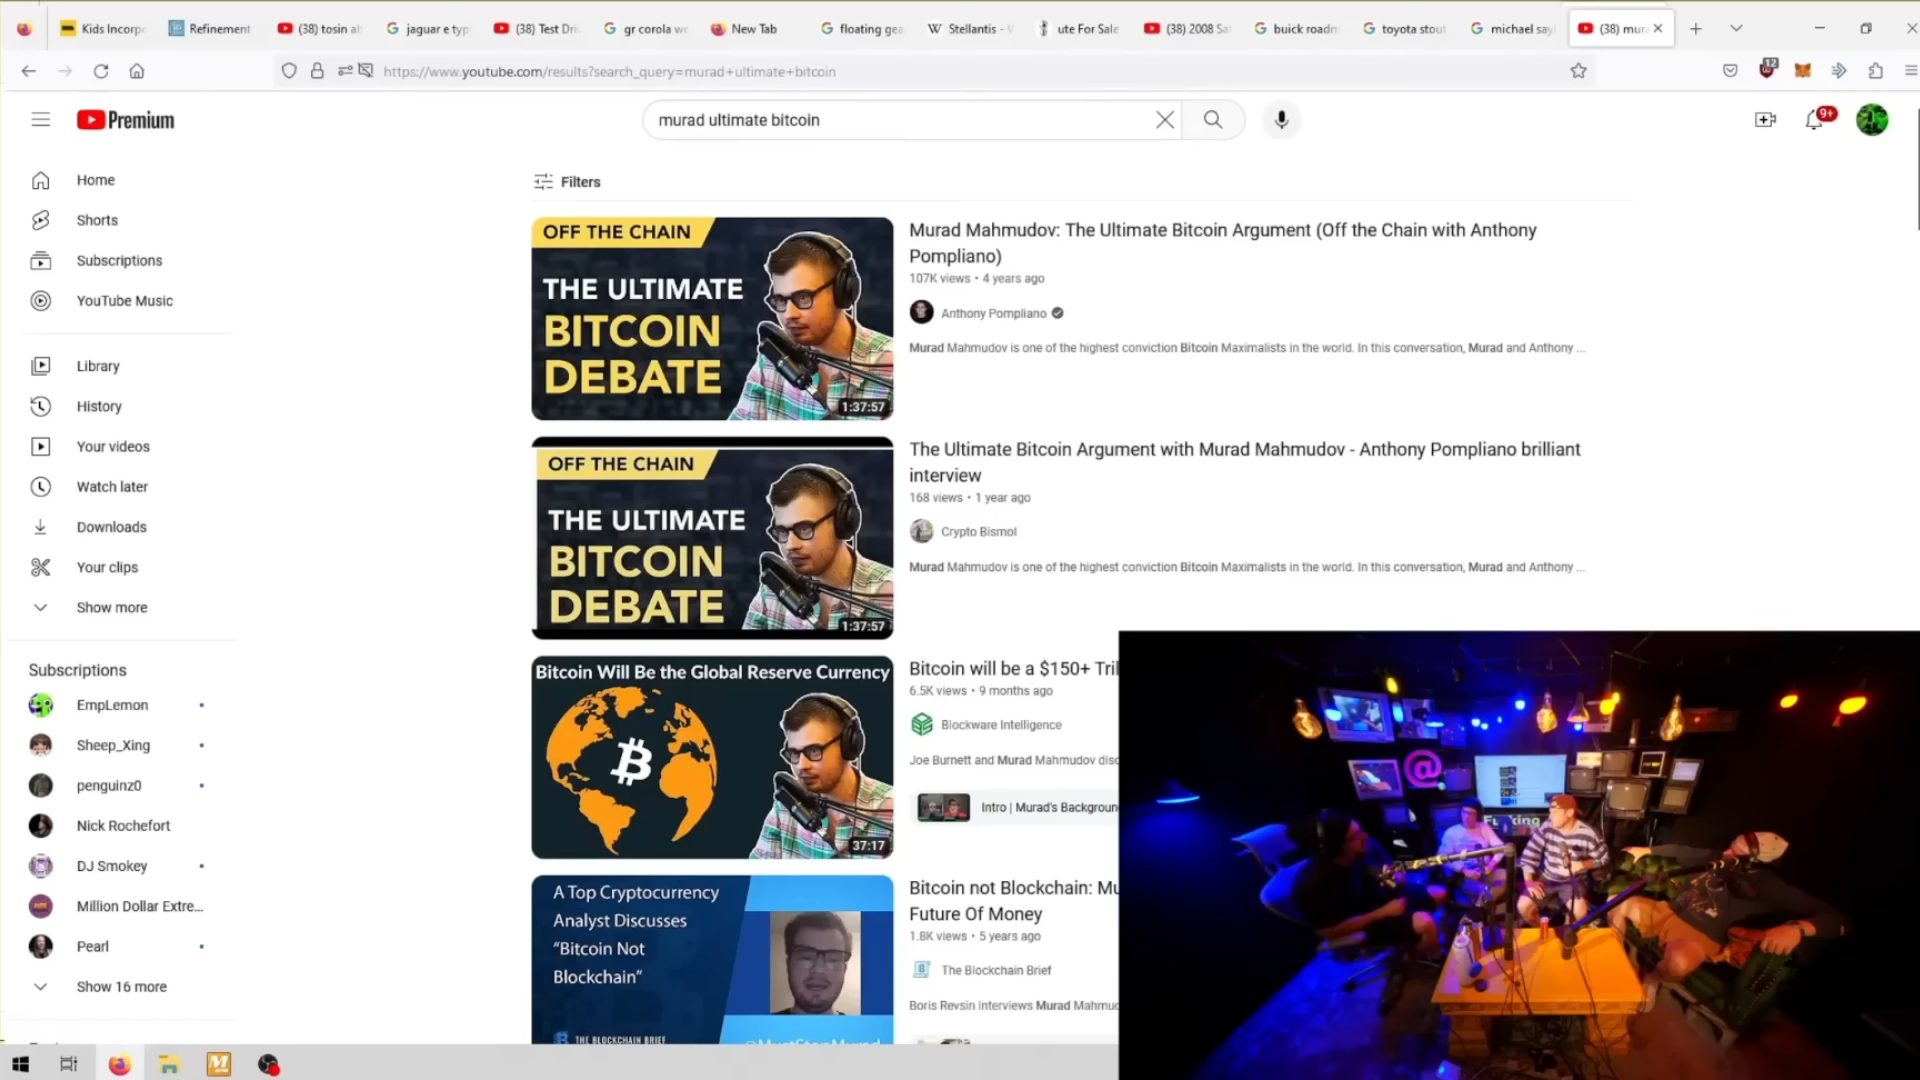 Kids Incorp
Refinement
(38) tosin al
jaguar e typ
(38) Test Dri
gr corola we
New Tab
floating gea
Stellantis - V
ute For Sale
(38) 2008 Sa
buick roadm
toyota stout
michael say
(38) mura
https://www.youtube.com/results?search_query=murad+ultimate+bitcoin
12
Premium
murad ultimate bitcoin
9+
Home
Shorts
Subscriptions
YouTube Music
Library
History
Your videos
Watch later
Downloads
Your clips
Show more
Subscriptions
EmpLemon
Sheep_Xing
penguinz0
Nick Rochefort
DJ Smokey
Million Dollar Extre...
Pearl
Show 16 more
Filters
OFF THE CHAIN
THE ULTIMATE
BITCOIN
DEBATE
1:37:57
Murad Mahmudov: The Ultimate Bitcoin Argument (Off the Chain with Anthony
Pompliano)
107K views • 4 years ago
Anthony Pompliano
Murad Mahmudov is one of the highest conviction Bitcoin Maximalists in the world. In this conversation, Murad and Anthony ...
OFF THE CHAIN
THE ULTIMATE
BITCOIN
DEBATE
1:37:57
The Ultimate Bitcoin Argument with Murad Mahmudov - Anthony Pompliano brilliant
interview
168 views • 1 year ago
Crypto Bismol
Murad Mahmudov is one of the highest conviction Bitcoin Maximalists in the world. In this conversation, Murad and Anthony ...
Bitcoin Will Be the Global Reserve Currency
37:17
Bitcoin will be a $150+ Tri
6.5K views • 9 months ago
Blockware Intelligence
Joe Burnett and Murad Mahmudov disc
Intro | Murad's Backgroun
A Top Cryptocurrency
Analyst Discusses
"Bitcoin Not
Blockchain"
THE BLOCKCHAIN BRIEF
@MustStopMurad
Bitcoin not Blockchain: Mu
Future Of Money
1.8K views • 5 years ago
The Blockchain Brief
Boris Revsin interviews Murad Mahmud
@